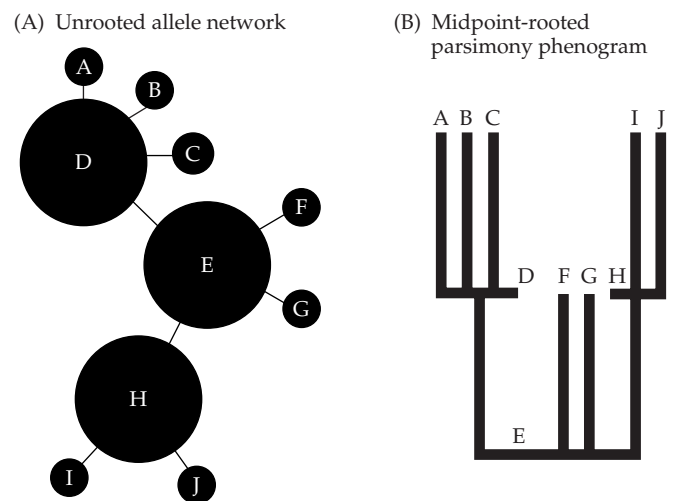 (A) Unrooted allele network
A
B
C
D
F
E
G
H
I
J
(B) Midpoint-rooted
parsimony phenogram
A B C I J
D F G H
E